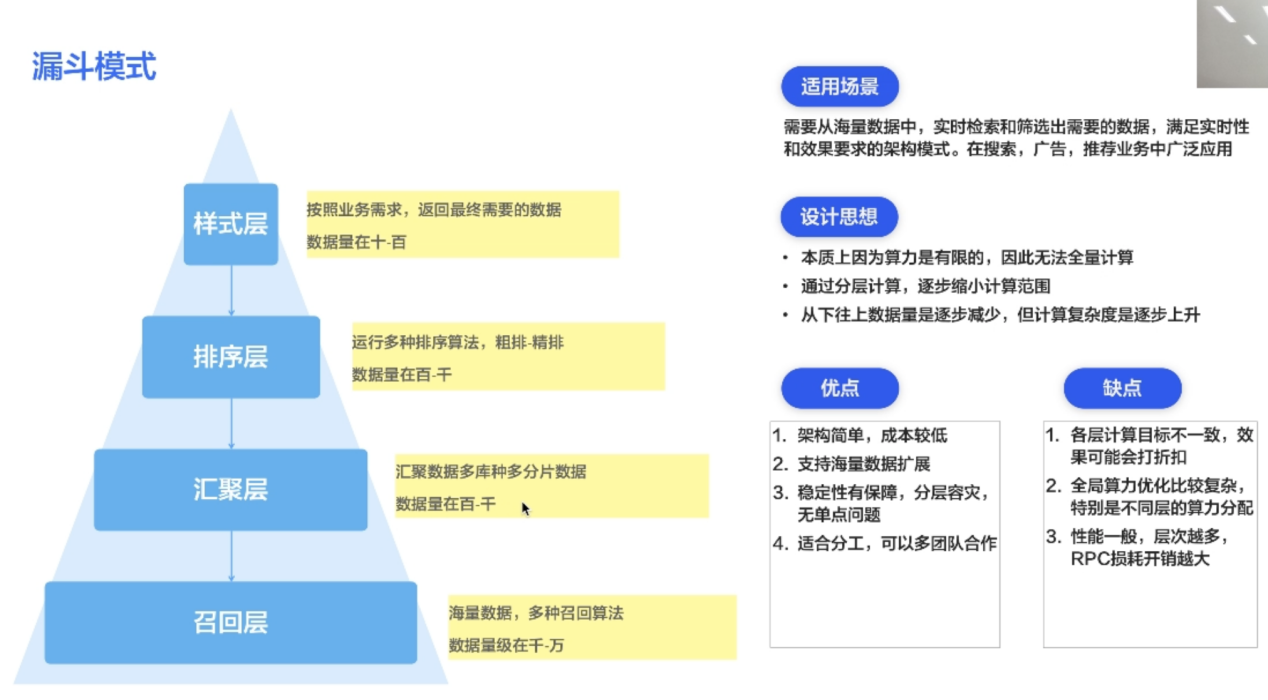 漏斗模式
样式层
按照业务需求，返回最终需要的数据
数据量在十-百
排序层
运行多种排序算法，粗排-精排
数据量在百-千
汇聚层
汇聚数据多库种多分片数据
数据量在百-千
召回层
海量数据，多种召回算法
数据量级在千-万
适用场景
需要从海量数据中，实时检索和筛选出需要的数据，满足实时性
和效果要求的架构模式。在搜索，广告，推荐业务中广泛应用
设计思想
• 本质上因为算力是有限的，因此无法全量计算
• 通过分层计算，逐步缩小计算范围
• 从下往上数据量是逐步减少，但计算复杂度是逐步上升
优点
1. 架构简单，成本较低
2. 支持海量数据扩展
3. 稳定性有保障，分层容灾，
无单点问题
4. 适合分工，可以多团队合作
缺点
1. 各层计算目标不一致，效
果可能会打折扣
2. 全局算力优化比较复杂，
特别是不同层的算力分配
3. 性能一般，层次越多，
RPC损耗开销越大